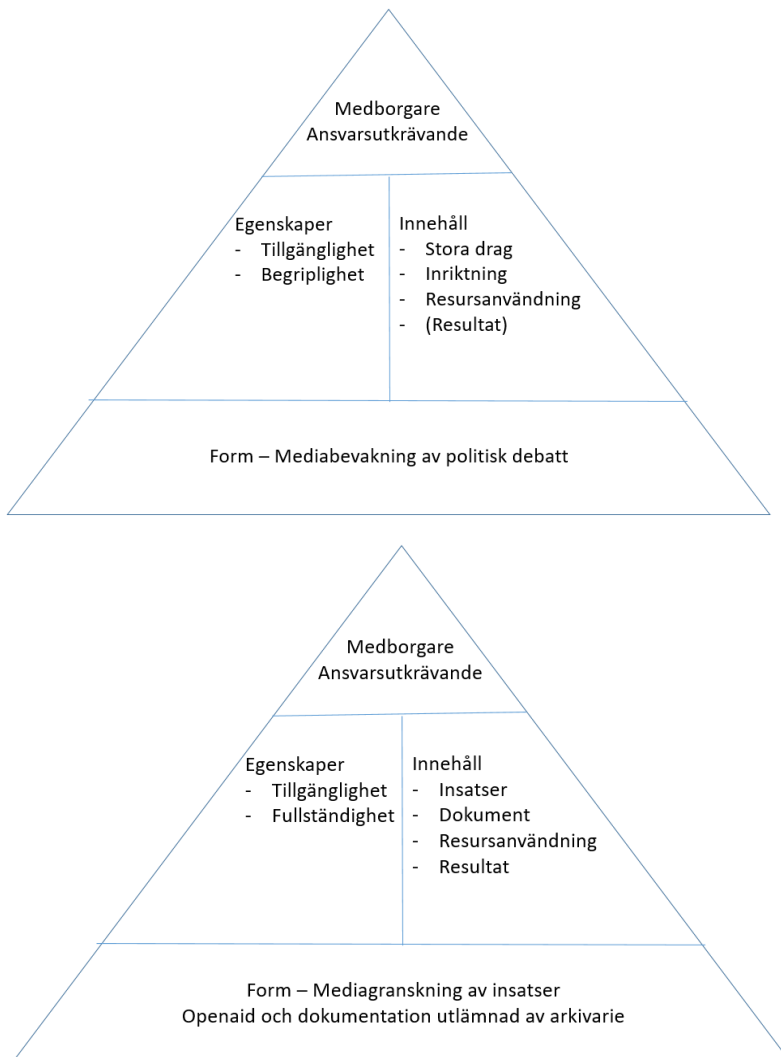 Medborgare
Ansvarsutkrävande
Egenskaper
- Tillgänglighet
- Begriplighet
Innehåll
- Stora drag
- Inriktning
- Resursanvändning
- (Resultat)
Form – Mediabevakning av politisk debatt
Medborgare
Ansvarsutkrävande
Egenskaper
- Tillgänglighet
- Fullständighet
Innehåll
- Insatser
- Dokument
- Resursanvändning
- Resultat
Form – Mediagranskning av insatser
Openaid och dokumentation utlämnad av arkivarie